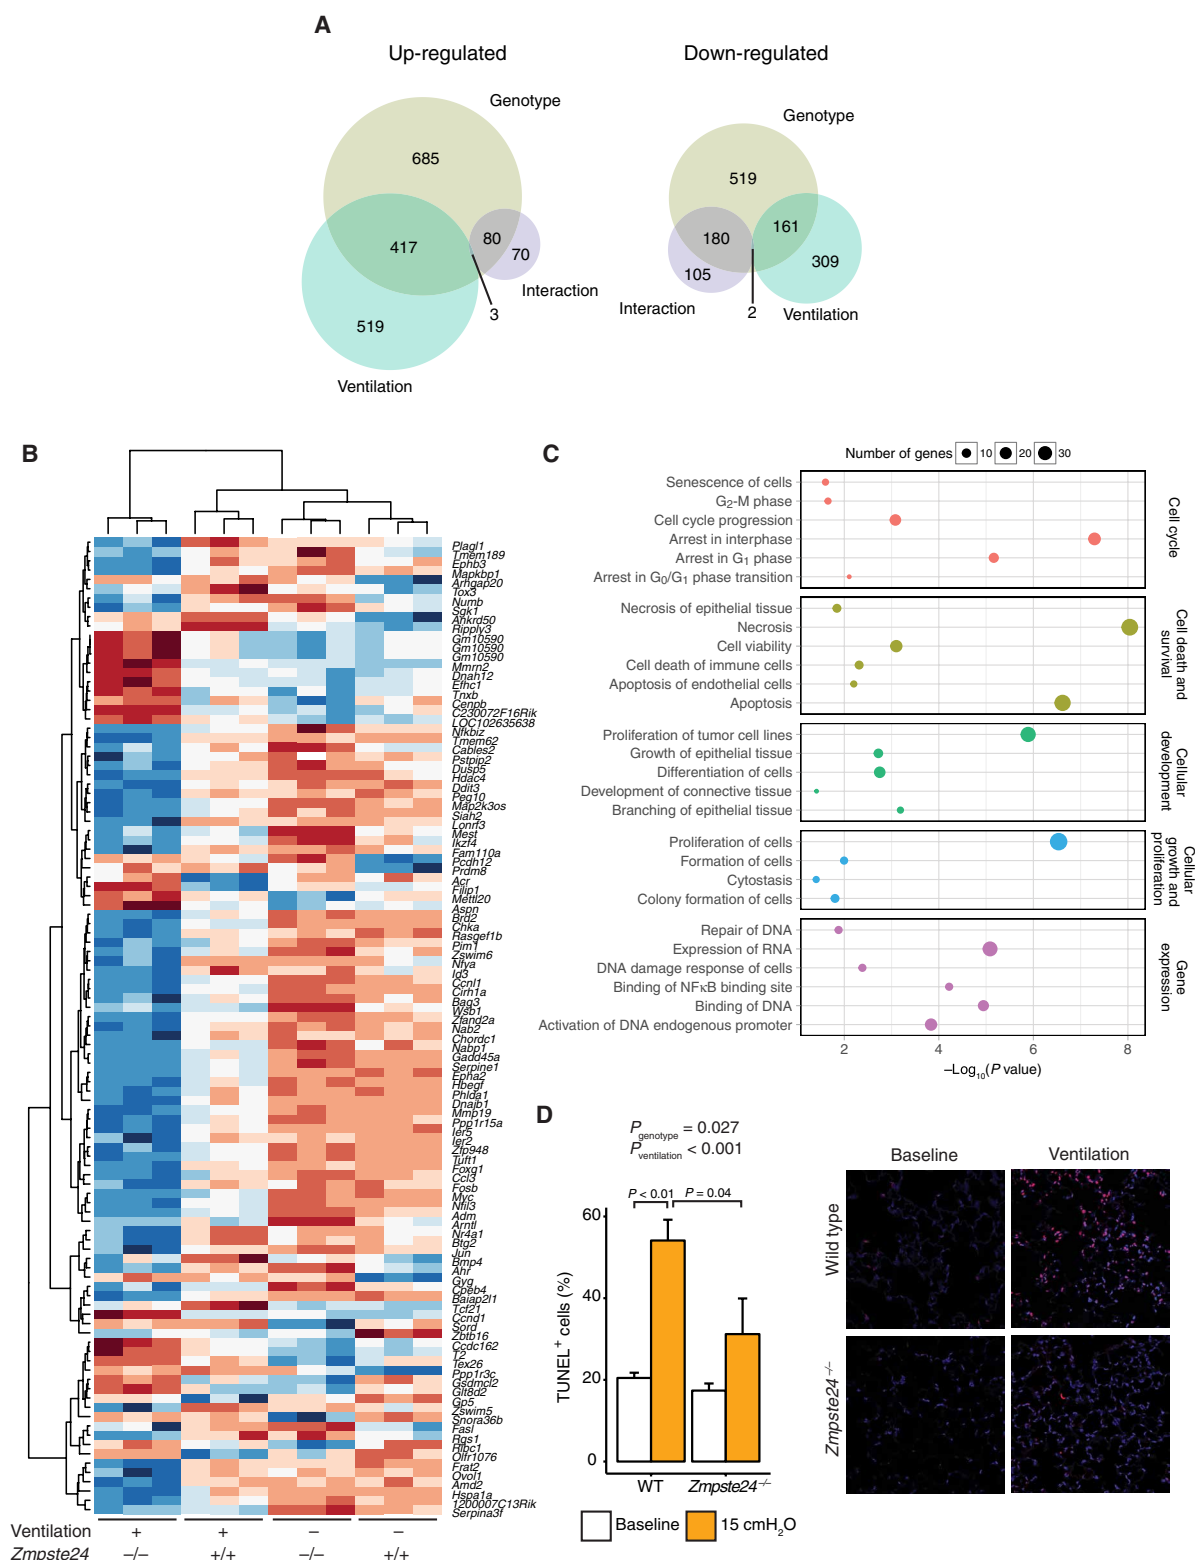 A
Up-regulated
Down-regulated
Genotype
685
417
80
70
519
3
Interaction
Ventilation
Genotype
519
180
161
105
309
Interaction
2
Ventilation
B
Plagl1
Tmem189
Ephb3
Mapkbp1
Arhgap20
Tox3
Numb
Sgk1
Ankrd50
Ripply3
Gm10590
Gm10590
Gm10590
Mmrn2
Dnah12
Efhc1
Tnxb
Cenpb
C230072F16Rik
LOC102635638
Nfkbiz
Tmem62
Cables2
Pstpip2
Dusp5
Hdac4
Ddit3
Peg10
Map2k3os
Siah2
Lonrf3
Mest
Ikzf4
Fam110a
Pcdh12
Prdm8
Acr
Filip1
Mettl20
Aspn
Brd2
Chka
Rasgef1b
Pim1
Zswim6
Nfya
Id3
Ccnl1
Cirh1a
Bag3
Wsb1
Zfand2a
Nab2
Chordc1
Nabp1
Gadd45a
Serpine1
Epha2
Hbegf
Phlda1
Dnajb1
Mmp19
Ppp1r15a
Ier5
Ier2
Zfp948
Tuft1
Foxq1
Ccl3
Fosb
Myc
Nfil3
Adm
Arntl
Nr4a1
Btg2
Jun
Bmp4
Ahr
Gyg
Cpeb4
Baiap2l1
Tcf21
Ccnd1
Sord
Zbtb16
Ccdc162
T2
Tex26
Ppp1r3c
Gsdmcl2
Glt8d2
Gp5
Zswim5
Snora36b
Fasl
Rgs1
Hlbc1
Olfr1076
Frat2
Ovol1
Amd2
Hspa1a
1200007C13Rik
Serpina3f
Ventilation + + – –
Zmpste24 –/– +/+ –/– +/+
C
Number of genes 10 20 30
Senescence of cells
G2-M phase
Cell cycle progression
Arrest in interphase
Arrest in G1 phase
Arrest in G0/G1 phase transition
Cell cycle
Necrosis of epithelial tissue
Necrosis
Cell viability
Cell death of immune cells
Apoptosis of endothelial cells
Apoptosis
Cell death and
survival
Proliferation of tumor cell lines
Growth of epithelial tissue
Differentiation of cells
Development of connective tissue
Branching of epithelial tissue
Cellular
development
Proliferation of cells
Formation of cells
Cytostasis
Colony formation of cells
Cellular
growth and
proliferation
Repair of DNA
Expression of RNA
DNA damage response of cells
Binding of NFκB binding site
Binding of DNA
Activation of DNA endogenous promoter
Gene
expression
2 4 6 8
–Log10(P value)
D
Pgenotype = 0.027
Pventilation < 0.001
P < 0.01
P = 0.04
TUNEL+ cells (%)
60
40
20
0
WT
Zmpste24–/–
Baseline
15 cmH2O
Baseline
Ventilation
Wild type
Zmpste24–/–